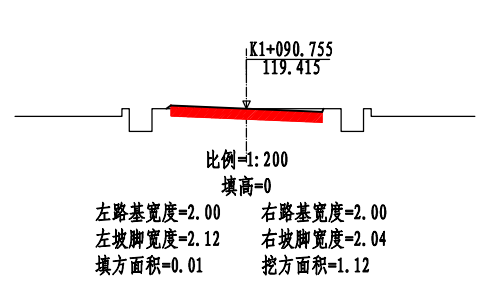 K1+090.755
119.415
比例=1:200
填高=0
左路基宽度=2.00 右路基宽度=2.00
左坡脚宽度=2.12 右坡脚宽度=2.04
填方面积=0.01 挖方面积=1.12